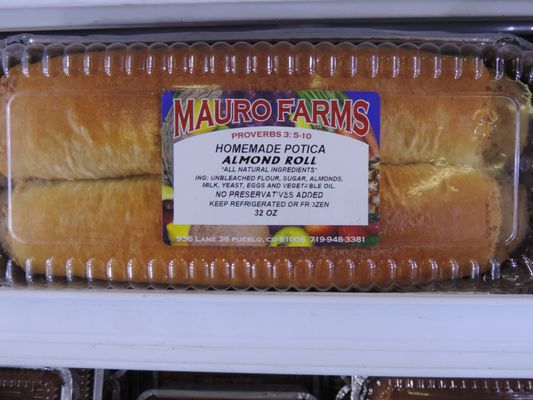 MAURO FARMS
PROVERBS 3: 5-10
HOMEMADE POTICA
ALMOND ROLL
"ALL NATURAL INGREDIENTS"
ING: UNBLEACHED FLOUR, SUGAR, ALMONDS,
MILK, YEAST, EGGS AND VEGETABLE OIL.
NO PRESERVATIVES ADDED
KEEP REFRIGERATED OR FROZEN
32 OZ
936 LANE 36 PUEBLO, CO 81006 719-948-3381